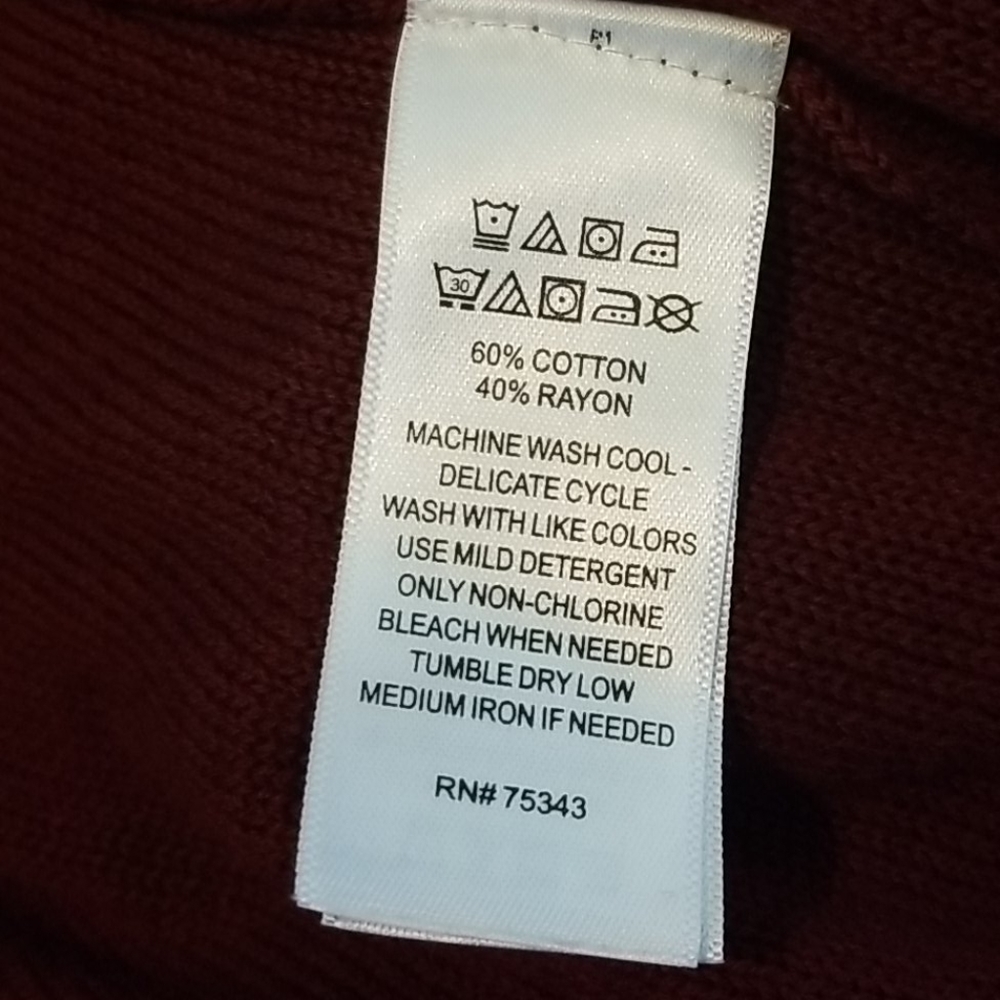 30
60% COTTON
40% RAYON
MACHINE WASH COOL -
DELICATE CYCLE
WASH WITH LIKE COLORS
USE MILD DETERGENT
ONLY NON-CHLORINE
BLEACH WHEN NEEDED
TUMBLE DRY LOW
MEDIUM IRON IF NEEDED
RN# 75343